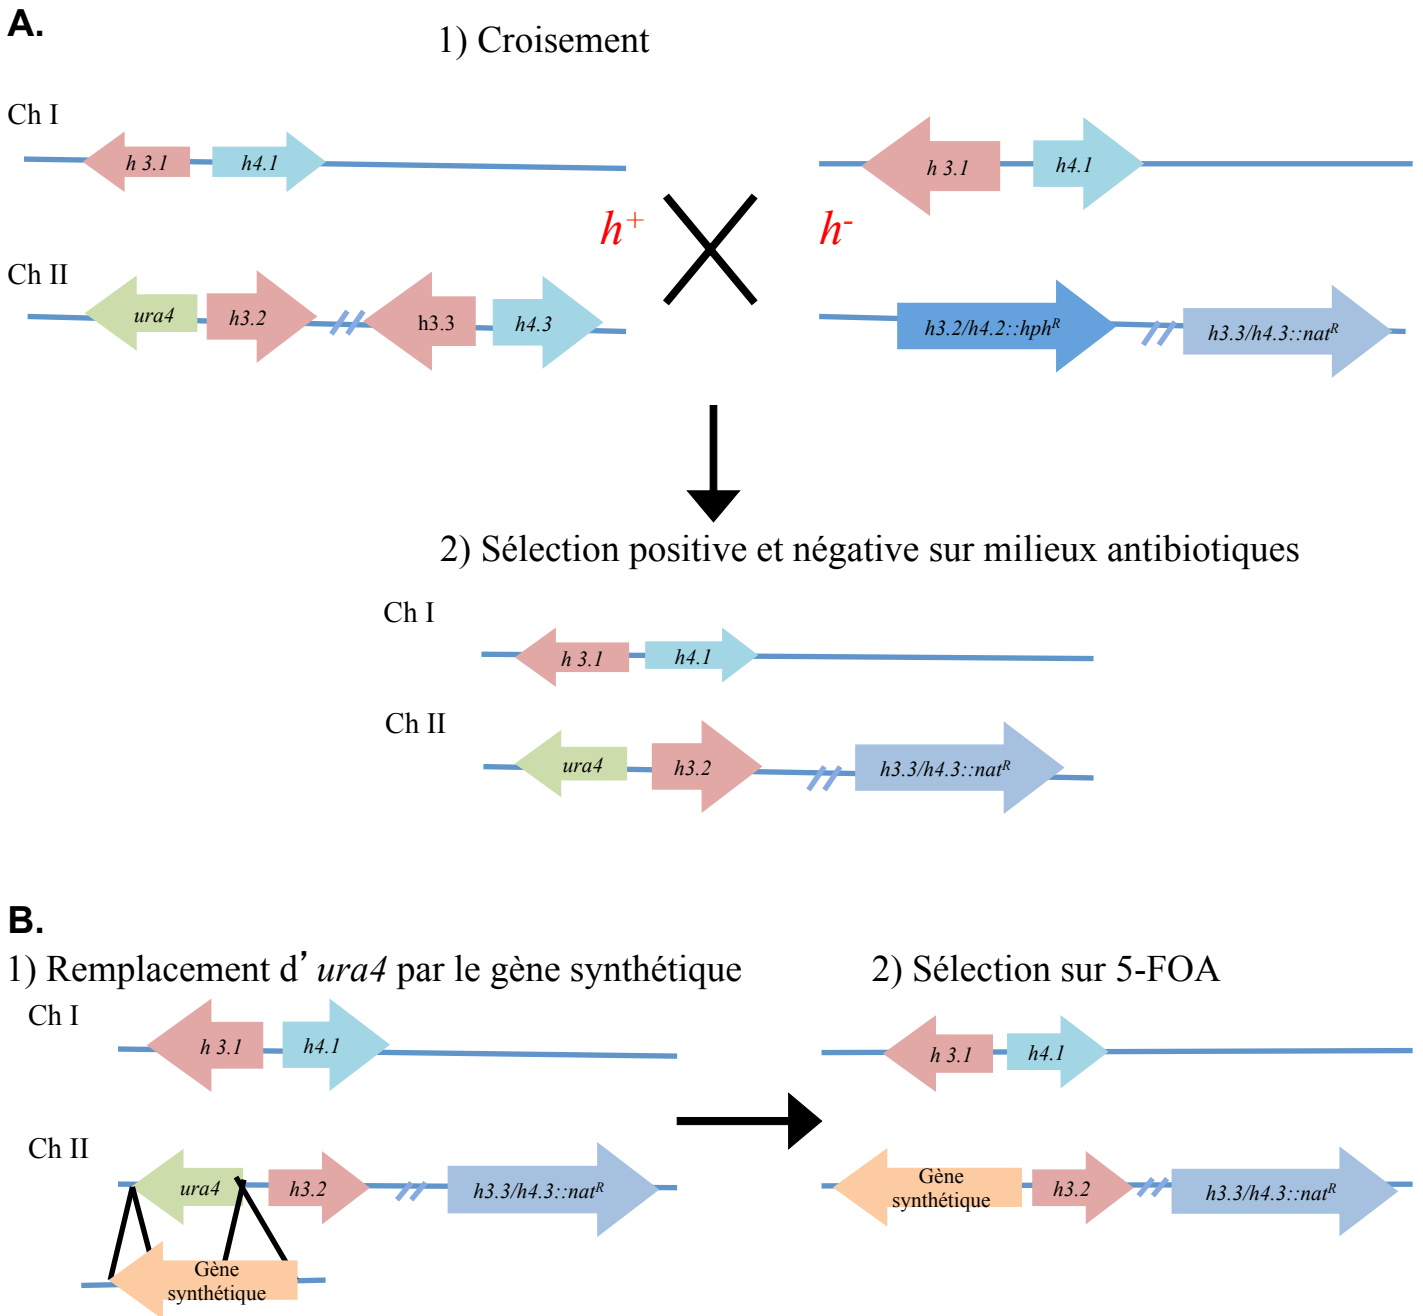 A.
1) Croisement
Ch I
h 3.1
h4.1
h 3.1
h4.1
h+
h-
Ch II
ura4
h3.2
h3.3
h4.3
h3.2/h4.2::hphR
h3.3/h4.3::natR
2) Sélection positive et négative sur milieux antibiotiques
Ch I
h 3.1
h4.1
Ch II
ura4
h3.2
h3.3/h4.3::natR
B.
1) Remplacement d’ ura4 par le gène synthétique
2) Sélection sur 5-FOA
Ch I
h 3.1
h4.1
h 3.1
h4.1
Ch II
ura4
h3.2
h3.3/h4.3::natR
Gène
synthétique
h3.2
h3.3/h4.3::natR
Gène
synthétique